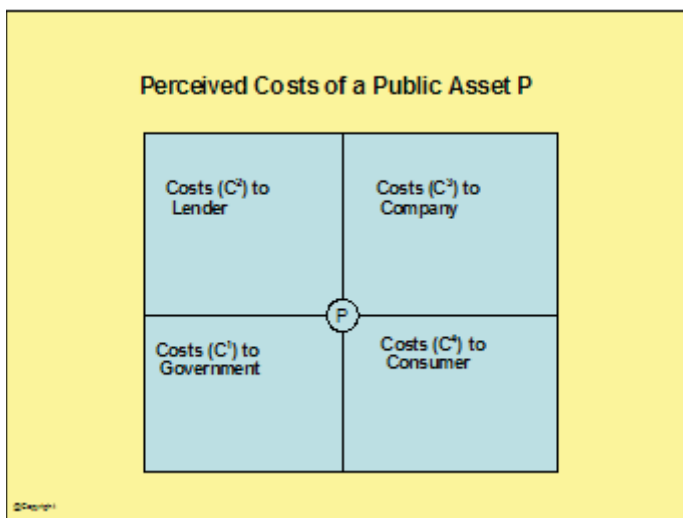 Perceived Costs of a Public Asset P
Costs (C²) to
Lender
Costs (C³) to
Company
P
Costs (C¹) to
Government
Costs (C⁴) to
Consumer
@Copyright